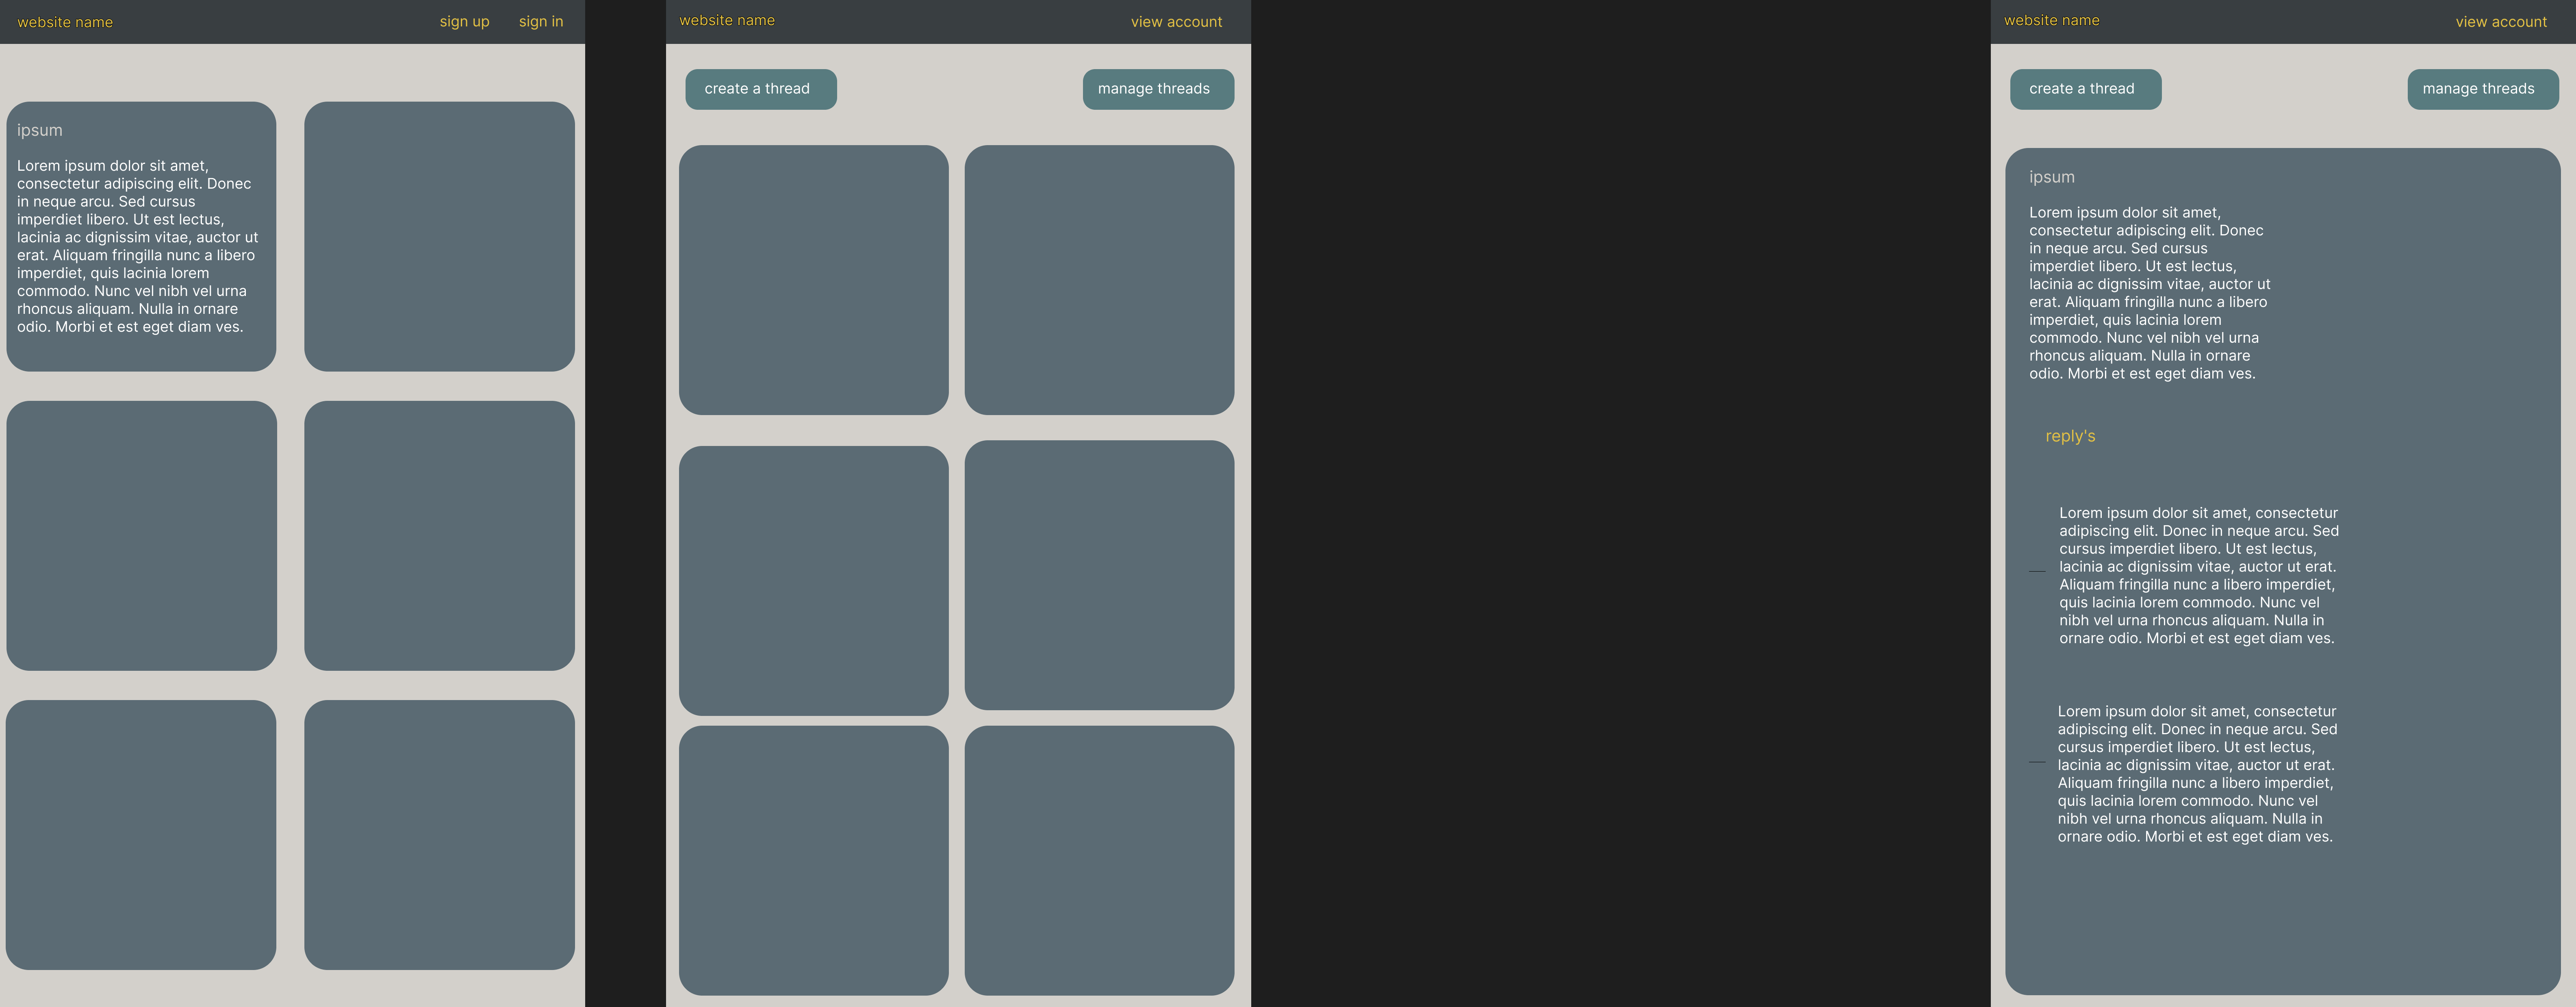 website name
sign up
sign in
ipsum
Lorem ipsum dolor sit amet,
consectetur adipiscing elit. Donec
in neque arcu. Sed cursus
imperdiet libero. Ut est lectus,
lacinia ac dignissim vitae, auctor ut
erat. Aliquam fringilla nunc a libero
imperdiet, quis lacinia lorem
commodo. Nunc vel nibh vel urna
rhoncus aliquam. Nulla in ornare
odio. Morbi et est eget diam ves.
website name
view account
create a thread
manage threads
website name
view account
create a thread
manage threads
ipsum
Lorem ipsum dolor sit amet,
consectetur adipiscing elit. Donec
in neque arcu. Sed cursus
imperdiet libero. Ut est lectus,
lacinia ac dignissim vitae, auctor ut
erat. Aliquam fringilla nunc a libero
imperdiet, quis lacinia lorem
commodo. Nunc vel nibh vel urna
rhoncus aliquam. Nulla in ornare
odio. Morbi et est eget diam ves.
reply's
Lorem ipsum dolor sit amet, consectetur
adipiscing elit. Donec in neque arcu. Sed
cursus imperdiet libero. Ut est lectus,
lacinia ac dignissim vitae, auctor ut erat.
Aliquam fringilla nunc a libero imperdiet,
quis lacinia lorem commodo. Nunc vel
nibh vel urna rhoncus aliquam. Nulla in
ornare odio. Morbi et est eget diam ves.
Lorem ipsum dolor sit amet, consectetur
adipiscing elit. Donec in neque arcu. Sed
cursus imperdiet libero. Ut est lectus,
lacinia ac dignissim vitae, auctor ut erat.
Aliquam fringilla nunc a libero imperdiet,
quis lacinia lorem commodo. Nunc vel
nibh vel urna rhoncus aliquam. Nulla in
ornare odio. Morbi et est eget diam ves.